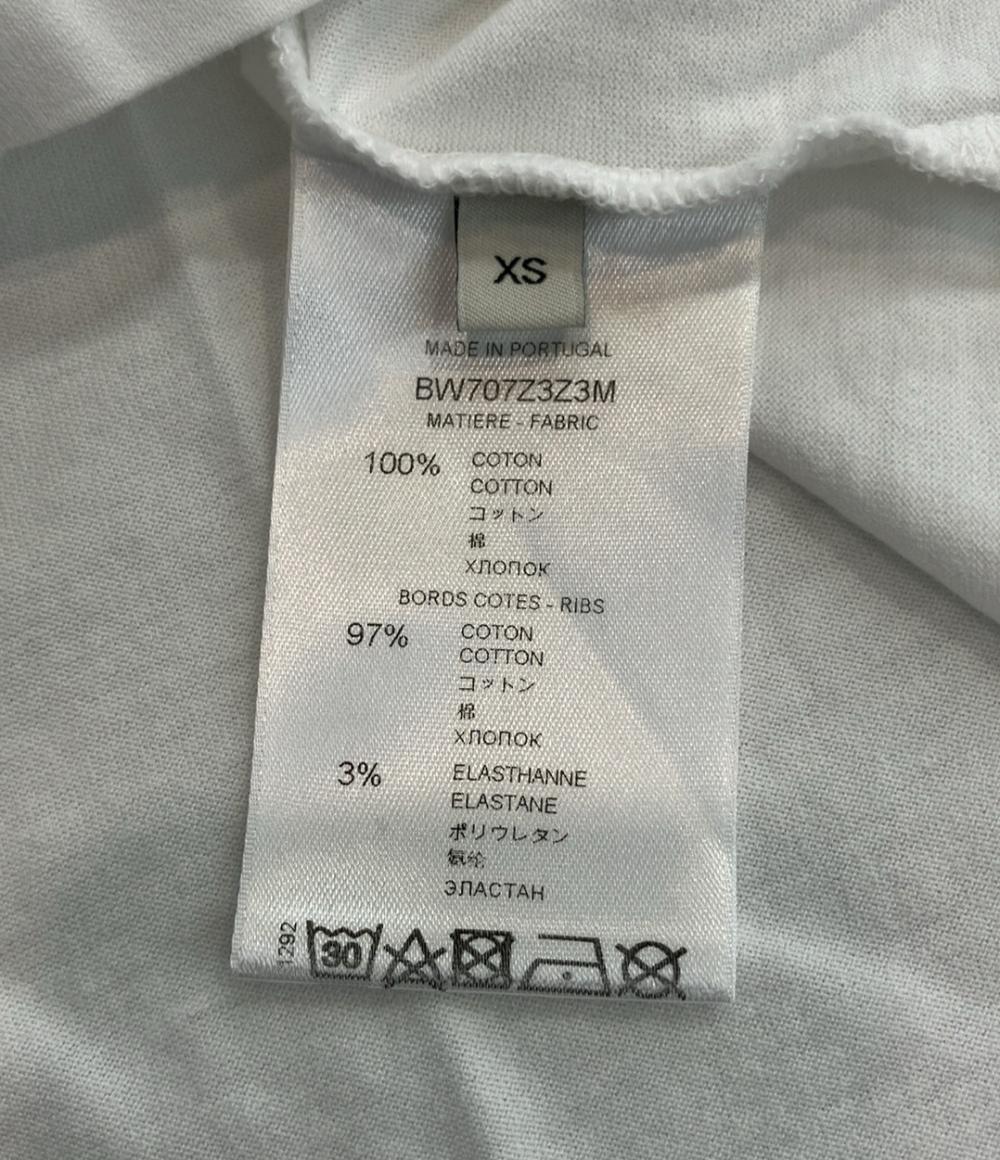 XS
MADE IN PORTUGAL
BW707Z3Z3M
MATIERE - FABRIC
100% COTON
COTTON
コットン
棉
ХЛОПОК
BORDS COTES - RIBS
97% COTON
COTTON
コットン
棉
ХЛОПОК
3% ELASTHANNE
ELASTANE
ポリウレタン
氨纶
ЭЛАСТАН
1292
30